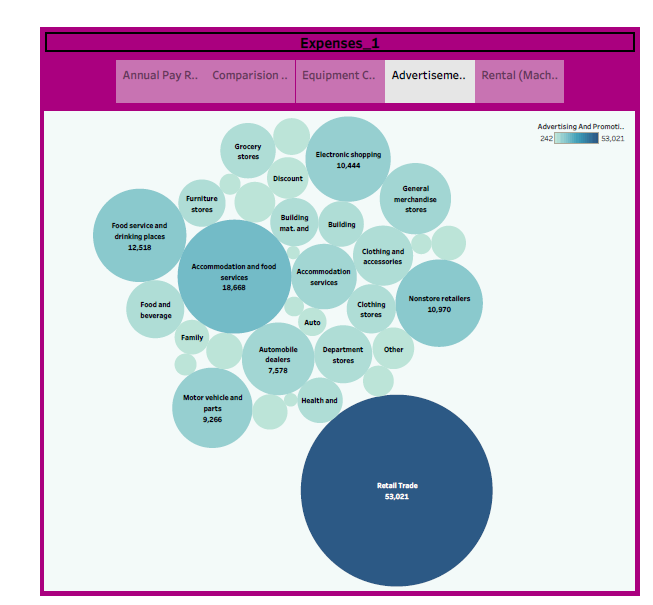 Expenses_1
Annual Pay R..
Comparision ..
Equipment C..
Advertiseme..
Rental (Mach..
Advertising And Promoti..
242
53,021
Grocery
stores
Electronic shopping
10,444
Discount
General
merchandise
stores
Furniture
stores
Building
mat. and
Building
Food service and
drinking places
12,518
Clothing and
accessories
Accommodation and food
services
18,668
Accommodation
services
Food and
beverage
Clothing
stores
Nonstore retailers
10,970
Auto
Family
Automobile
dealers
7,578
Department
stores
Other
Motor vehicle and
parts
9,266
Health and
Retail Trade
53,021